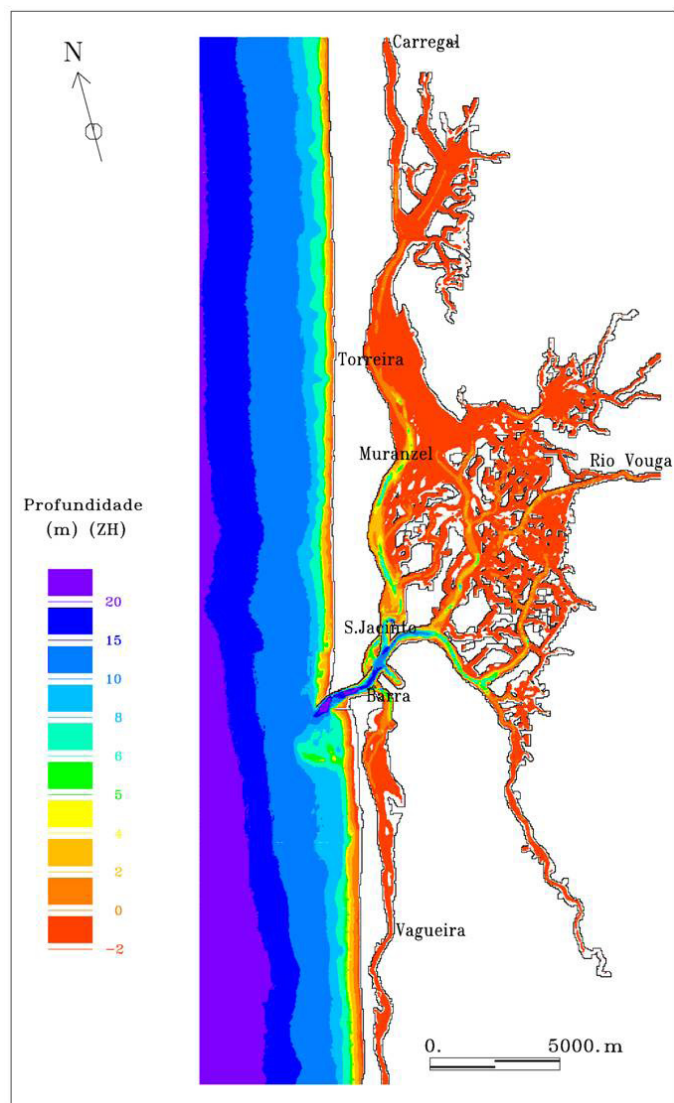 N
Carregal
Torreira
Muranzel
Rio Vouga
Profundidade
(m) (ZH)
20
15
10
8
6
5
4
2
0
-2
S.Jacinto
Barra
Vagueira
0.
5000.m